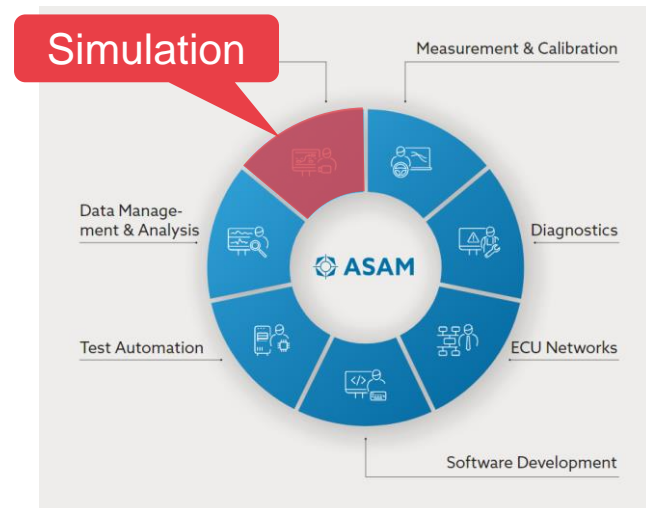 Simulation
Measurement & Calibration
Data Manage-
ment & Analysis
Diagnostics
ASAM
Test Automation
ECU Networks
</>
Software Development